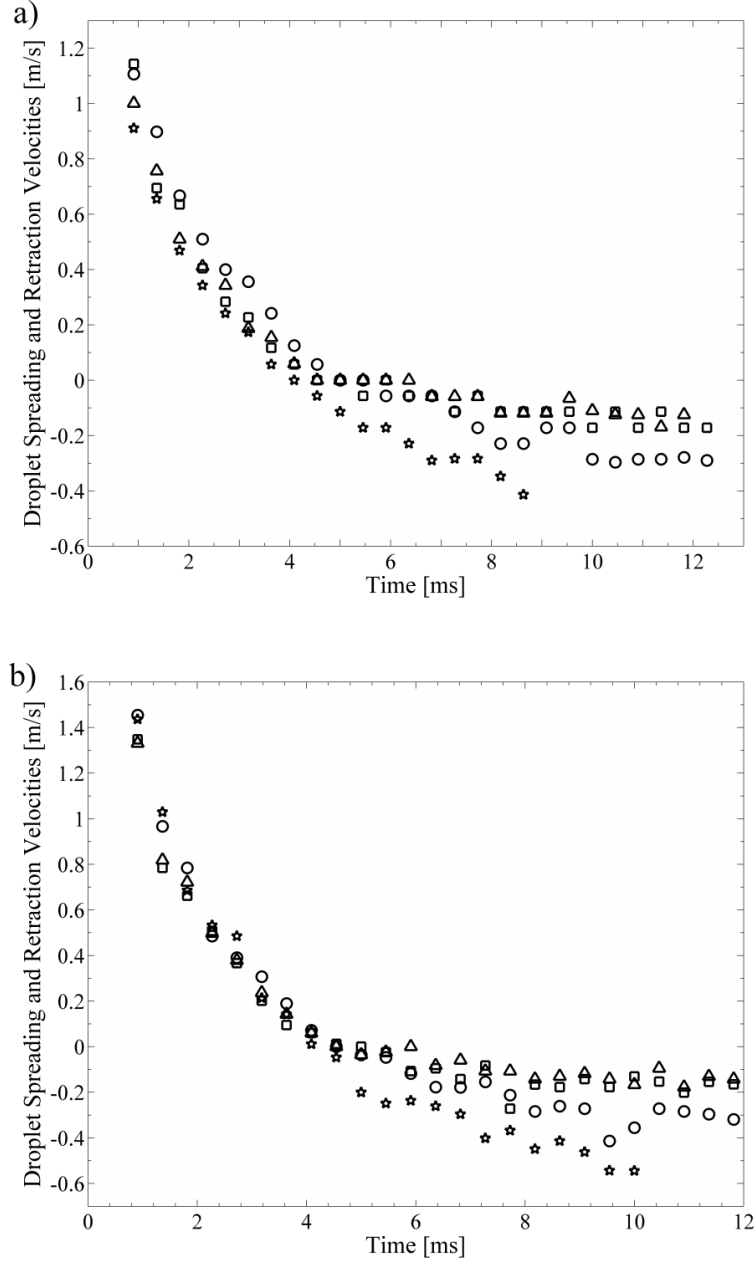 a)
Droplet Spreading and Retraction Velocities [m/s]
1.2
1
0.8
0.6
0.4
0.2
0
-0.2
-0.4
-0.6
0 2 4 6 8 10 12
Time [ms]
b)
Droplet Spreading and Retraction Velocities [m/s]
1.6
1.4
1.2
1
0.8
0.6
0.4
0.2
0
-0.2
-0.4
-0.6
0 2 4 6 8 10 12
Time [ms]